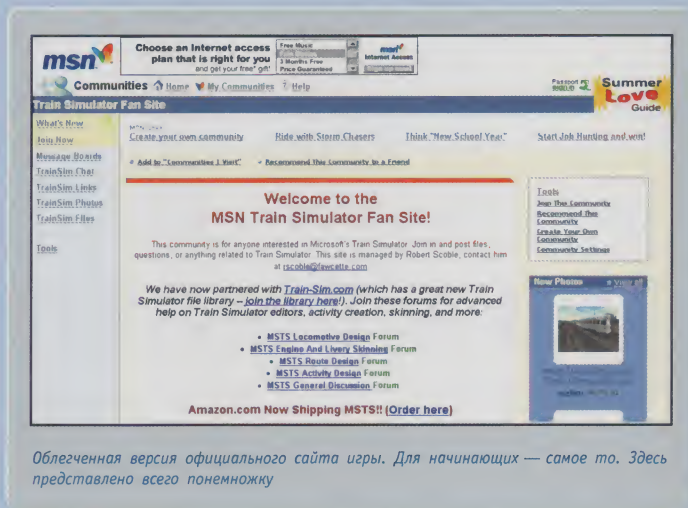 msn
Choose an Internet access
plan that is right for you
and get your free* gift!
Free Music
3 Months Free
Price Guaranteed
msn
Internet Access
Communities Home My Communities Help
Passport
Summer
Love
Guide
Train Simulator Fan Site
What's New
Join Now
Message Boards
TrainSim Chat
TrainSim Links
TrainSim Photos
TrainSim Files
Tools
Create your own community Ride with Storm Chasers Think "New School Year" Start Job Hunting and win!
Add to "Communities I Visit" Recommend This Community to a Friend
Welcome to the
MSN Train Simulator Fan Site!
This community is for anyone interested in Microsoft's Train Simulator. Join in and post files,
questions, or anything related to Train Simulator. This site is managed by Robert Scoble, contact him
at rscoble@fawcette.com
We have now partnered with Train-Sim.com (which has a great new Train
Simulator file library – join the library here!). Join these forums for advanced
help on Train Simulator editors, activity creation, skinning, and more:
• MSTS Locomotive Design Forum
• MSTS Engine And Livery Skinning Forum
• MSTS Route Design Forum
• MSTS Activity Design Forum
• MSTS General Discussion Forum
Amazon.com Now Shipping MSTS!! (Order here)
Tools
Join This Community
Recommend This
Community
Create Your Own
Community
Community Settings
New Photos View all
Облегченная версия официального сайта игры. Для начинающих — самое то. Здесь
представлено всего понемножку